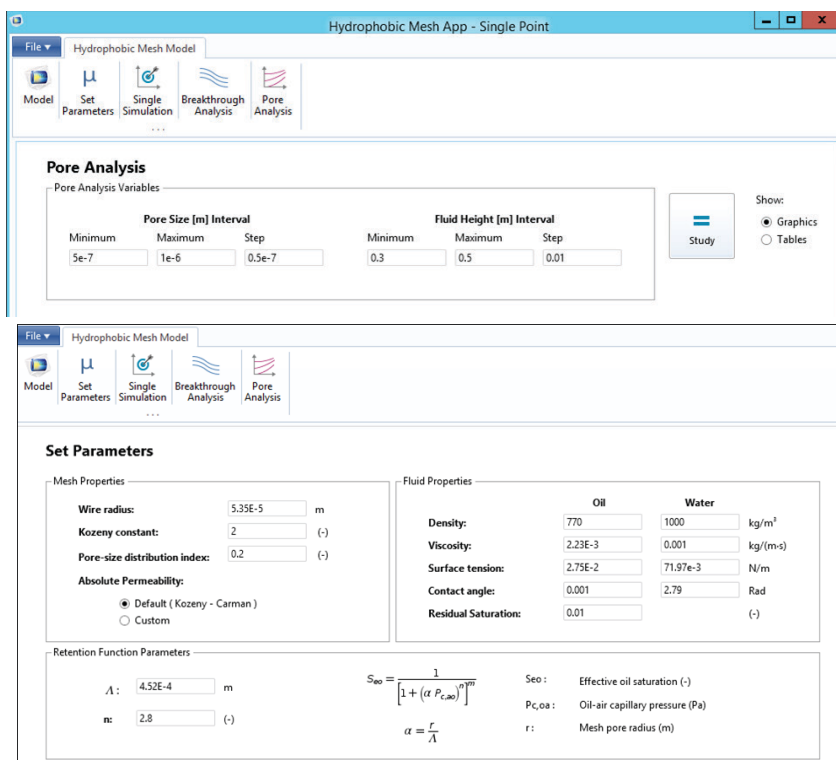 Hydrophobic Mesh App - Single Point
File Hydrophobic Mesh Model
Model Set Parameters Single Simulation Breakthrough Analysis Pore Analysis
...
Pore Analysis
Pore Analysis Variables
Pore Size [m] Interval Fluid Height [m] Interval
Minimum Maximum Step Minimum Maximum Step
5e-7 1e-6 0.5e-7 0.3 0.5 0.01
= Study
Show:
Graphics
Tables
File Hydrophobic Mesh Model
μ
Model Set Parameters Single Simulation Breakthrough Analysis Pore Analysis
...
Set Parameters
Mesh Properties
Wire radius: 5.35E-5 m
Kozeny constant: 2 (-)
Pore-size distribution index: 0.2 (-)
Absolute Permeability:
Default ( Kozeny - Carman )
Custom
Fluid Properties
Oil Water
Density: 770 1000 kg/m³
Viscosity: 2.23E-3 0.001 kg/(m·s)
Surface tension: 2.75E-2 71.97e-3 N/m
Contact angle: 0.001 2.79 Rad
Residual Saturation: 0.01 (-)
Retention Function Parameters
Λ : 4.52E-4 m
n: 2.8 (-)
S_eo = 1 / [1 + (α P_c,ao)^n]^m
α = r / Λ
Seo : Effective oil saturation (-)
Pc,oa : Oil-air capillary pressure (Pa)
r : Mesh pore radius (m)